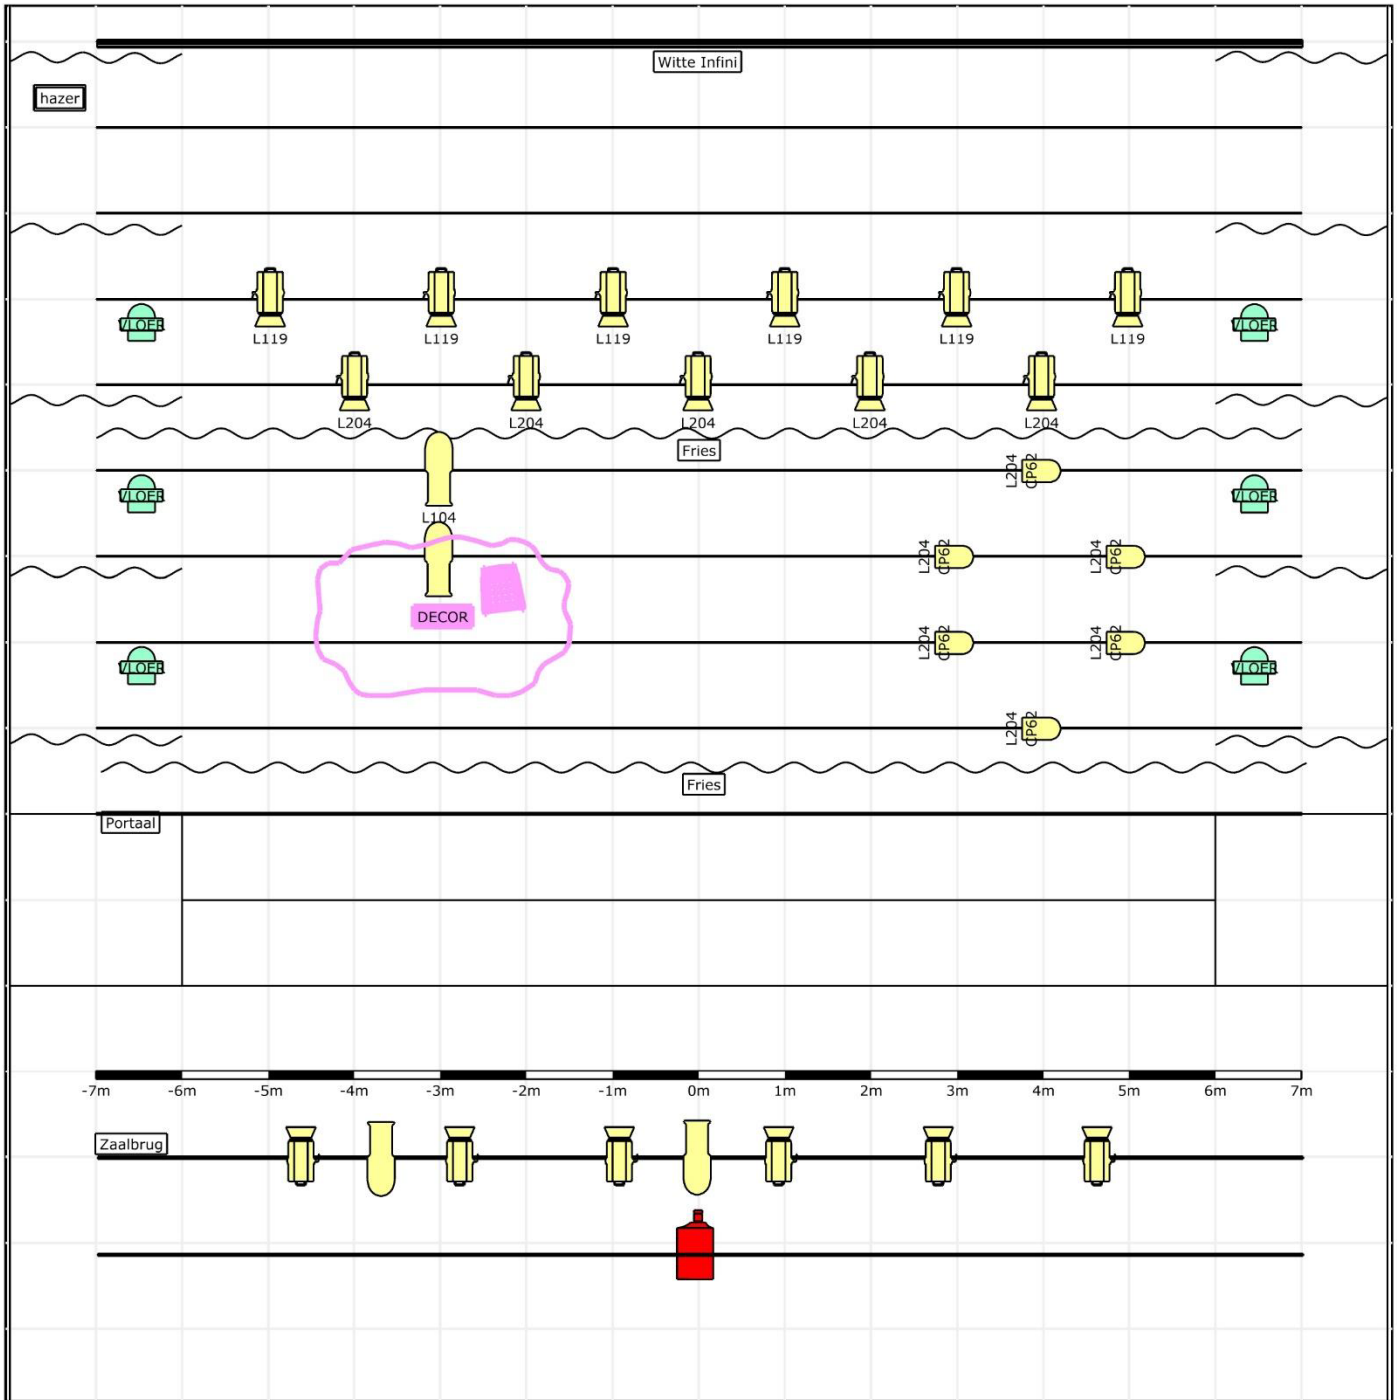 Witte Infini
hazer
L119 L119 L119 L119 L119 L119
VLOER VLOER
L204 L204 L204 L204 L204
Fries
L204 CP62
VLOER VLOER
L104
L204 CP62 L204 CP62
DECOR
L204 CP62 L204 CP62
VLOER VLOER
L204 CP62
Fries
Portaal
-7m -6m -5m -4m -3m -2m -1m 0m 1m 2m 3m 4m 5m 6m 7m
Zaalbrug